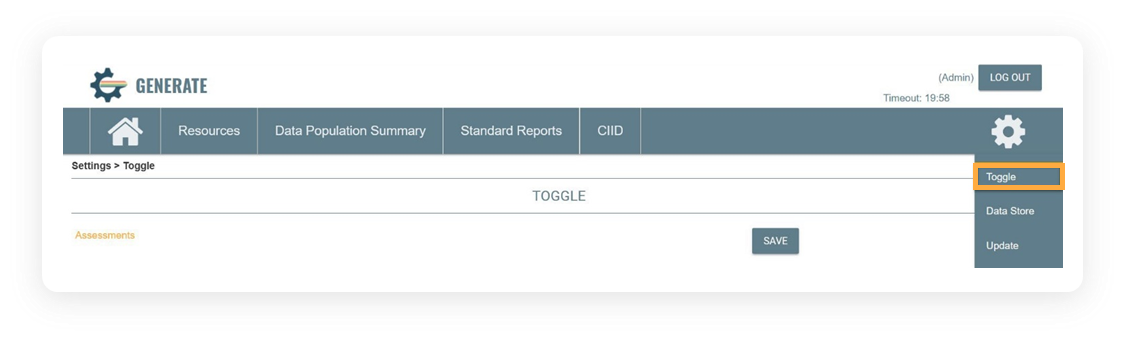 GENERATE
(Admin) LOG OUT
Timeout: 19:58
Resources Data Population Summary Standard Reports CIID
Settings > Toggle
Toggle
TOGGLE
Data Store
Assessments
SAVE
Update